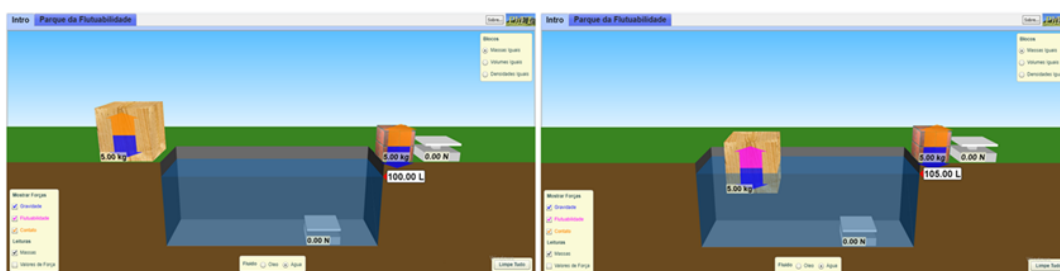 Intro Parque da Flutuabilidade Sobre...
Blocos
Massas Iguais
Volumes Iguais
Densidades Iguais
5.00 kg
5.00 kg
0.00 N
100.00 L
0.00 N
Mostrar Forças
Gravidade
Flutuabilidade
Contato
Leituras
Massas
Valores de Força
Fluido Óleo Água
Limpe Tudo
Intro Parque da Flutuabilidade Sobre...
Blocos
Massas Iguais
Volumes Iguais
Densidades Iguais
5.00 kg
5.00 kg
0.00 N
105.00 L
0.00 N
Mostrar Forças
Gravidade
Flutuabilidade
Contato
Leituras
Massas
Valores de Força
Fluido Óleo Água
Limpe Tudo